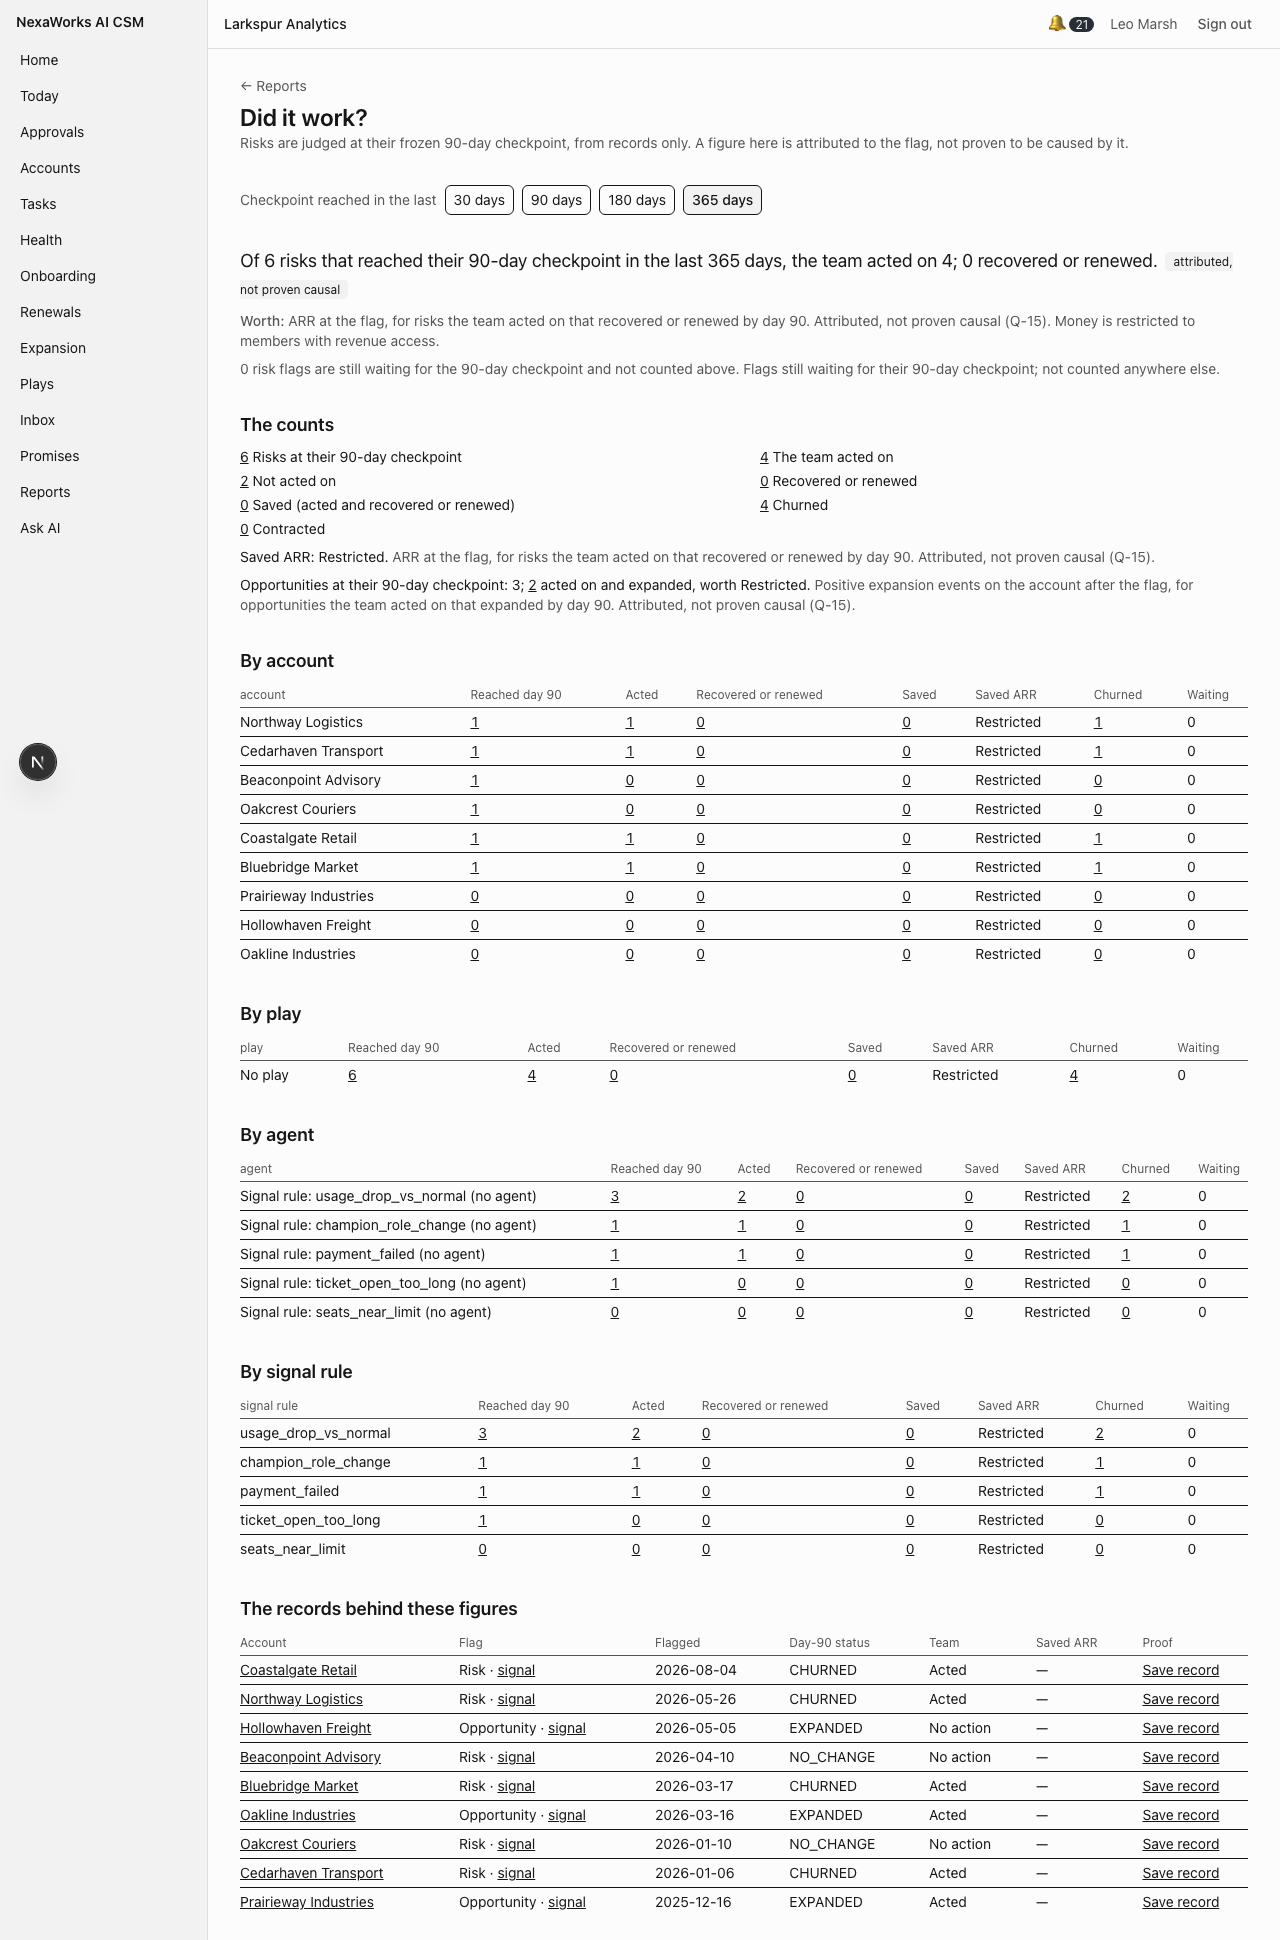 NexaWorks AI CSM
Home
Today
Approvals
Accounts
Tasks
Health
Onboarding
Renewals
Expansion
Plays
Inbox
Promises
Reports
Ask AI
N
Larkspur Analytics
21
Leo Marsh
Sign out
← Reports
Did it work?
Risks are judged at their frozen 90-day checkpoint, from records only. A figure here is attributed to the flag, not proven to be caused by it.
Checkpoint reached in the last 30 days 90 days 180 days 365 days
Of 6 risks that reached their 90-day checkpoint in the last 365 days, the team acted on 4; 0 recovered or renewed. attributed,
not proven causal
Worth: ARR at the flag, for risks the team acted on that recovered or renewed by day 90. Attributed, not proven causal (Q-15). Money is restricted to
members with revenue access.
0 risk flags are still waiting for the 90-day checkpoint and not counted above. Flags still waiting for their 90-day checkpoint; not counted anywhere else.
The counts
6 Risks at their 90-day checkpoint
4 The team acted on
2 Not acted on
0 Recovered or renewed
0 Saved (acted and recovered or renewed)
4 Churned
0 Contracted
Saved ARR: Restricted. ARR at the flag, for risks the team acted on that recovered or renewed by day 90. Attributed, not proven causal (Q-15).
Opportunities at their 90-day checkpoint: 3; 2 acted on and expanded, worth Restricted. Positive expansion events on the account after the flag, for
opportunities the team acted on that expanded by day 90. Attributed, not proven causal (Q-15).
By account
account Reached day 90 Acted Recovered or renewed Saved Saved ARR Churned Waiting
Northway Logistics 1 1 0 0 Restricted 1 0
Cedarhaven Transport 1 1 0 0 Restricted 1 0
Beaconpoint Advisory 1 0 0 0 Restricted 0 0
Oakcrest Couriers 1 0 0 0 Restricted 0 0
Coastalgate Retail 1 1 0 0 Restricted 1 0
Bluebridge Market 1 1 0 0 Restricted 1 0
Prairieway Industries 0 0 0 0 Restricted 0 0
Hollowhaven Freight 0 0 0 0 Restricted 0 0
Oakline Industries 0 0 0 0 Restricted 0 0
By play
play Reached day 90 Acted Recovered or renewed Saved Saved ARR Churned Waiting
No play 6 4 0 0 Restricted 4 0
By agent
agent Reached day 90 Acted Recovered or renewed Saved Saved ARR Churned Waiting
Signal rule: usage_drop_vs_normal (no agent) 3 2 0 0 Restricted 2 0
Signal rule: champion_role_change (no agent) 1 1 0 0 Restricted 1 0
Signal rule: payment_failed (no agent) 1 1 0 0 Restricted 1 0
Signal rule: ticket_open_too_long (no agent) 1 0 0 0 Restricted 0 0
Signal rule: seats_near_limit (no agent) 0 0 0 0 Restricted 0 0
By signal rule
signal rule Reached day 90 Acted Recovered or renewed Saved Saved ARR Churned Waiting
usage_drop_vs_normal 3 2 0 0 Restricted 2 0
champion_role_change 1 1 0 0 Restricted 1 0
payment_failed 1 1 0 0 Restricted 1 0
ticket_open_too_long 1 0 0 0 Restricted 0 0
seats_near_limit 0 0 0 0 Restricted 0 0
The records behind these figures
Account Flag Flagged Day-90 status Team Saved ARR Proof
Coastalgate Retail Risk · signal 2026-08-04 CHURNED Acted — Save record
Northway Logistics Risk · signal 2026-05-26 CHURNED Acted — Save record
Hollowhaven Freight Opportunity · signal 2026-05-05 EXPANDED No action — Save record
Beaconpoint Advisory Risk · signal 2026-04-10 NO_CHANGE No action — Save record
Bluebridge Market Risk · signal 2026-03-17 CHURNED Acted — Save record
Oakline Industries Opportunity · signal 2026-03-16 EXPANDED Acted — Save record
Oakcrest Couriers Risk · signal 2026-01-10 NO_CHANGE No action — Save record
Cedarhaven Transport Risk · signal 2026-01-06 CHURNED Acted — Save record
Prairieway Industries Opportunity · signal 2025-12-16 EXPANDED Acted — Save record